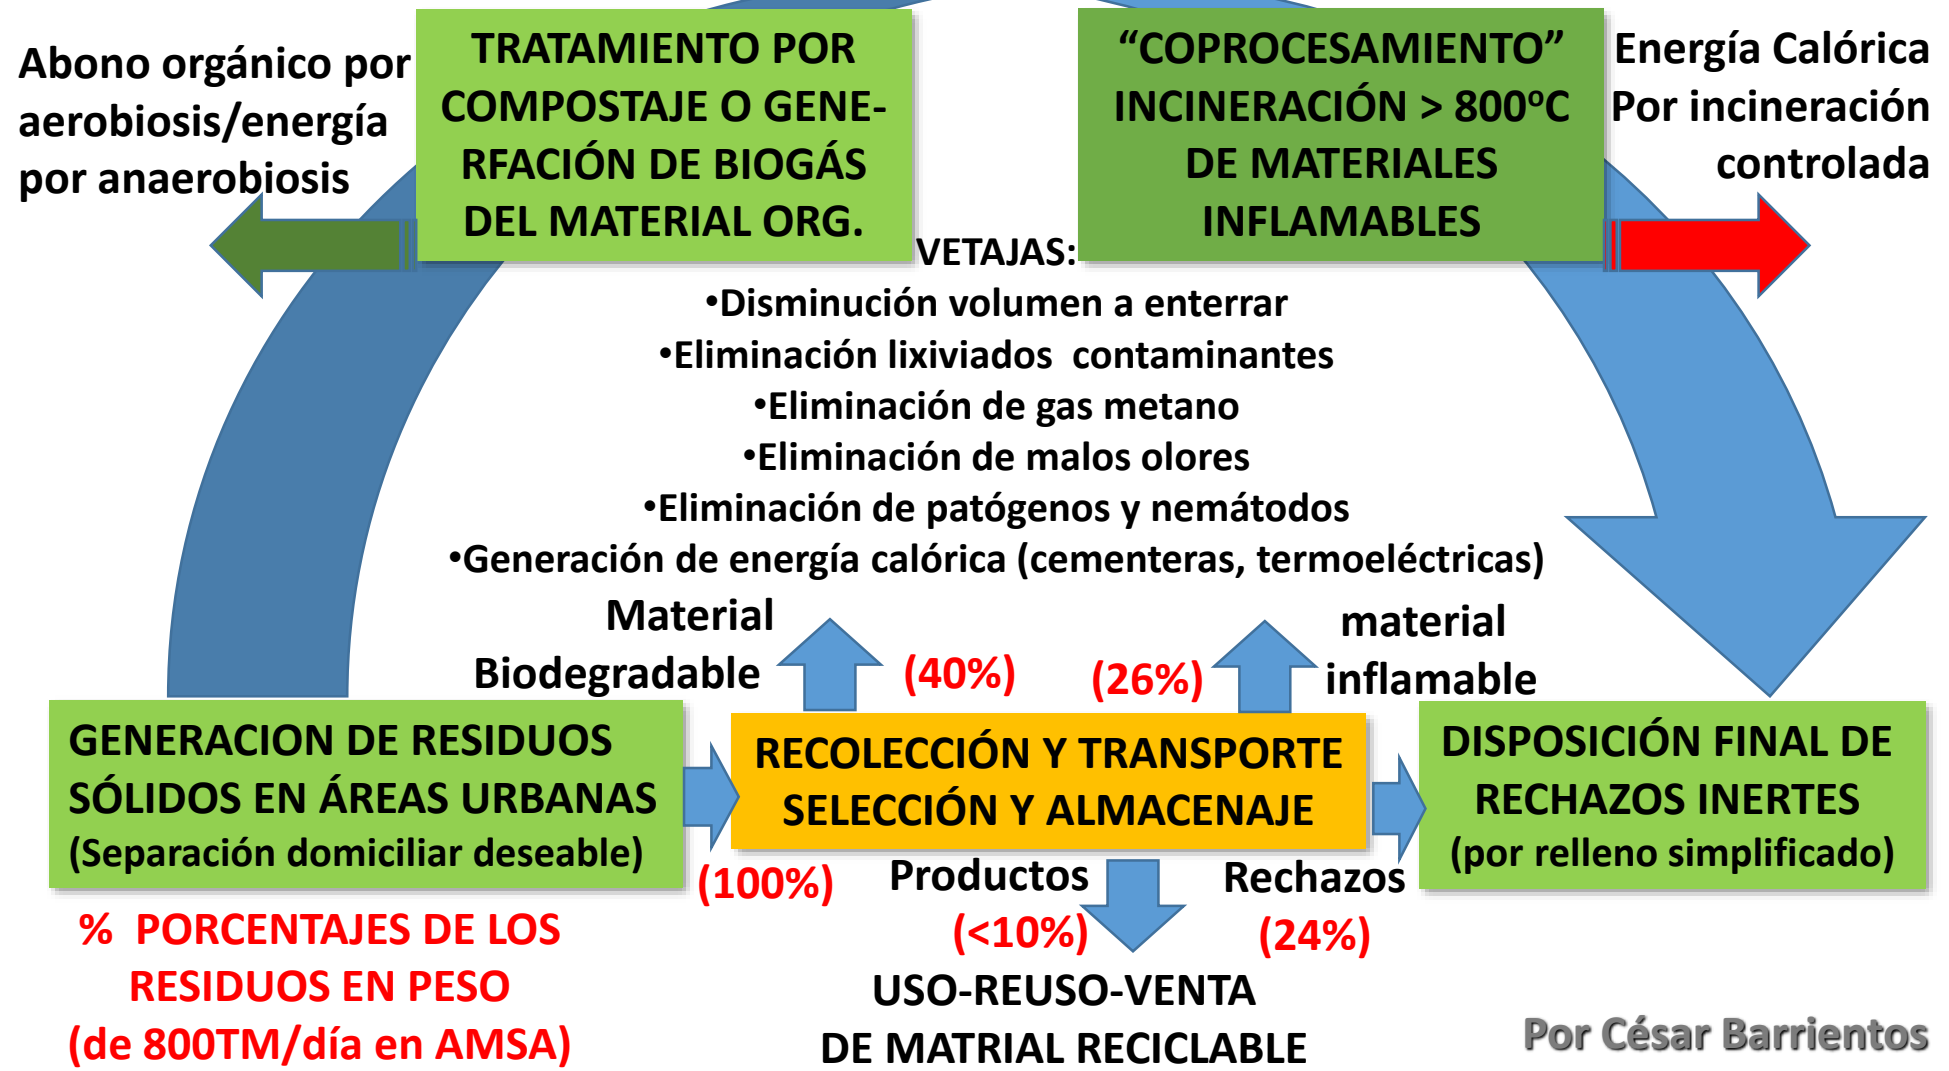 Abono orgánico por
aerobiosis/energía
por anaerobiosis
TRATAMIENTO POR
COMPOSTAJE O GENE-
RFACIÓN DE BIOGÁS
DEL MATERIAL ORG.
“COPROCESAMIENTO”
INCINERACIÓN > 800ºC
DE MATERIALES
INFLAMABLES
Energía Calórica
Por incineración
controlada
VETAJAS:
•Disminución volumen a enterrar
•Eliminación lixiviados  contaminantes
•Eliminación de gas metano
•Eliminación de malos olores
•Eliminación de patógenos y nemátodos
•Generación de energía calórica (cementeras, termoeléctricas)
Material
Biodegradable
(40%)
(26%)
material
inflamable
GENERACION DE RESIDUOS
SÓLIDOS EN ÁREAS URBANAS
(Separación domiciliar deseable)
(100%)
RECOLECCIÓN Y TRANSPORTE
SELECCIÓN Y ALMACENAJE
DISPOSICIÓN FINAL DE
RECHAZOS INERTES
(por relleno simplificado)
Productos
(<10%)
Rechazos
(24%)
% PORCENTAJES DE LOS
RESIDUOS EN PESO
(de 800TM/día en AMSA)
USO-REUSO-VENTA
DE MATRIAL RECICLABLE
Por César Barrientos